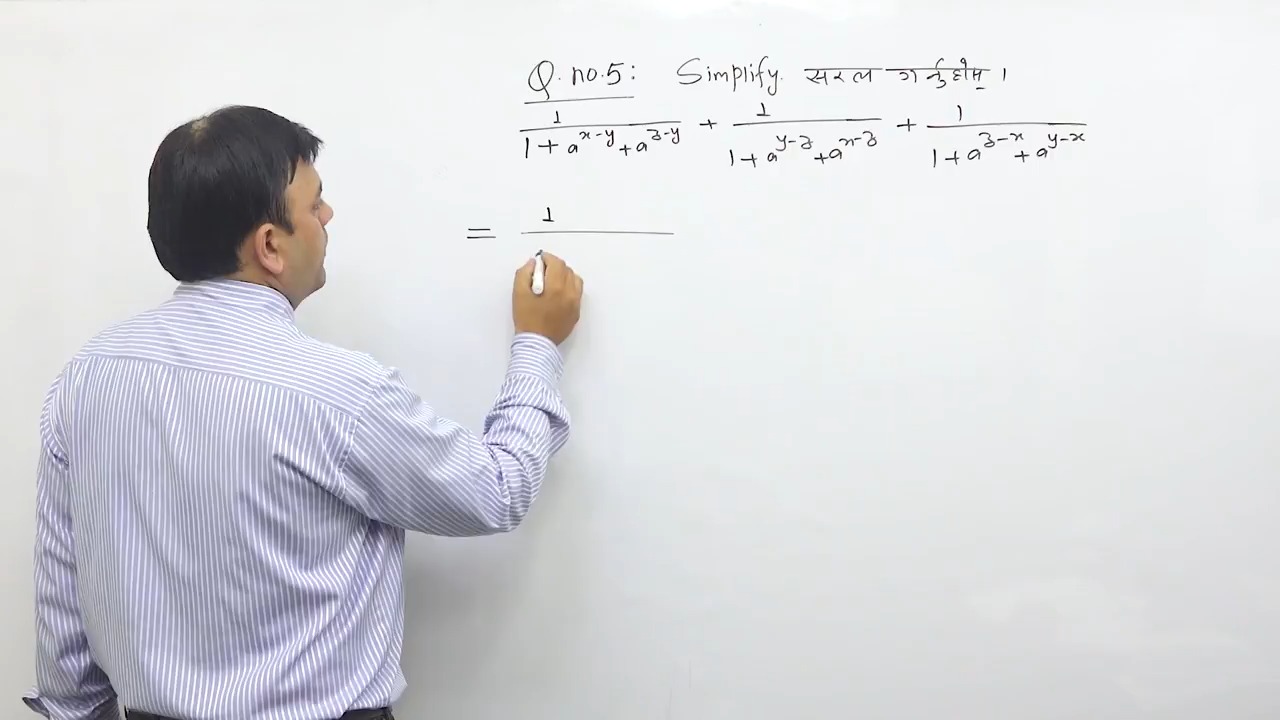 Q. no.5: Simplify. सरल गर्नुहोस् ।
1/(1+a^{x-y}+a^{z-y}) + 1/(1+a^{y-z}+a^{x-z}) + 1/(1+a^{z-x}+a^{y-x})
= 1/